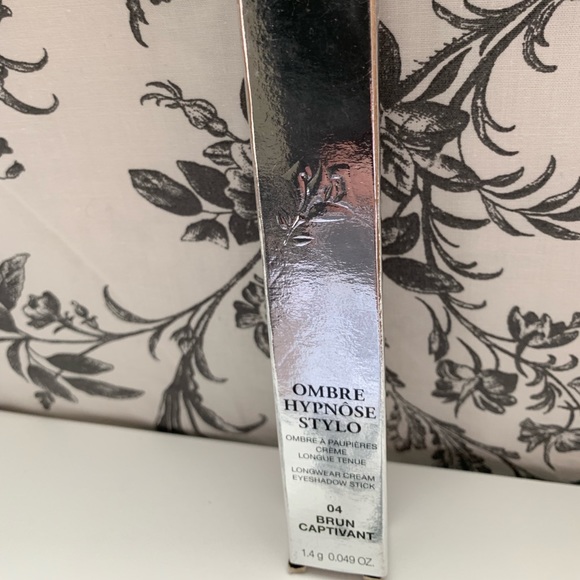 OMBRE
HYPNÔSE
STYLO
OMBRE À PAUPIÈRES
CRÈME
LONGUE TENUE
LONGWEAR CREAM
EYESHADOW STICK
04
BRUN
CAPTIVANT
1.4 g 0.049 OZ.